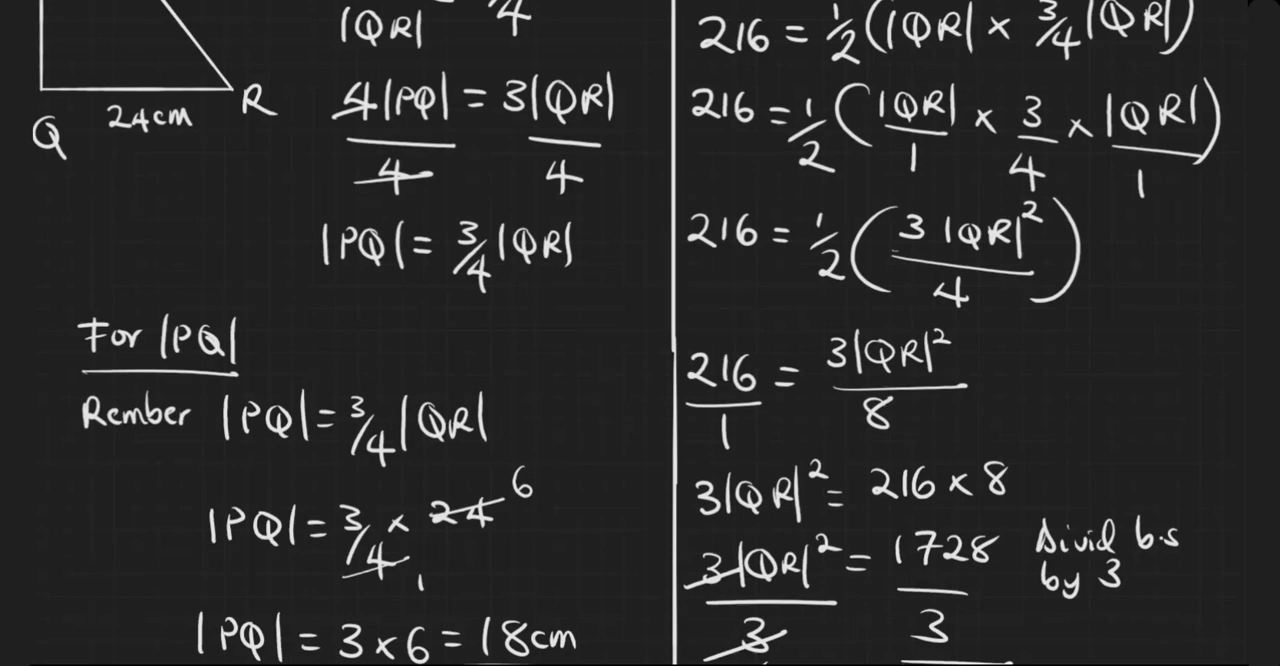 Q 24cm R
|QR| 4
4|PQ| = 3|QR|
4 4
|PQ| = 3/4 |QR|
For |PQ|
Rember |PQ| = 3/4 |QR|
|PQ| = 3/4 × 24 6
1
|PQ| = 3 × 6 = 18cm
216 = 1/2 (|QR| × 3/4 |QR|)
216 = 1/2 (|QR|/1 × 3/4 × |QR|/1)
216 = 1/2 (3|QR|²/4)
216/1 = 3|QR|²/8
3|QR|² = 216 × 8
3|QR|² = 1728 Divid b.s
by 3
3 3